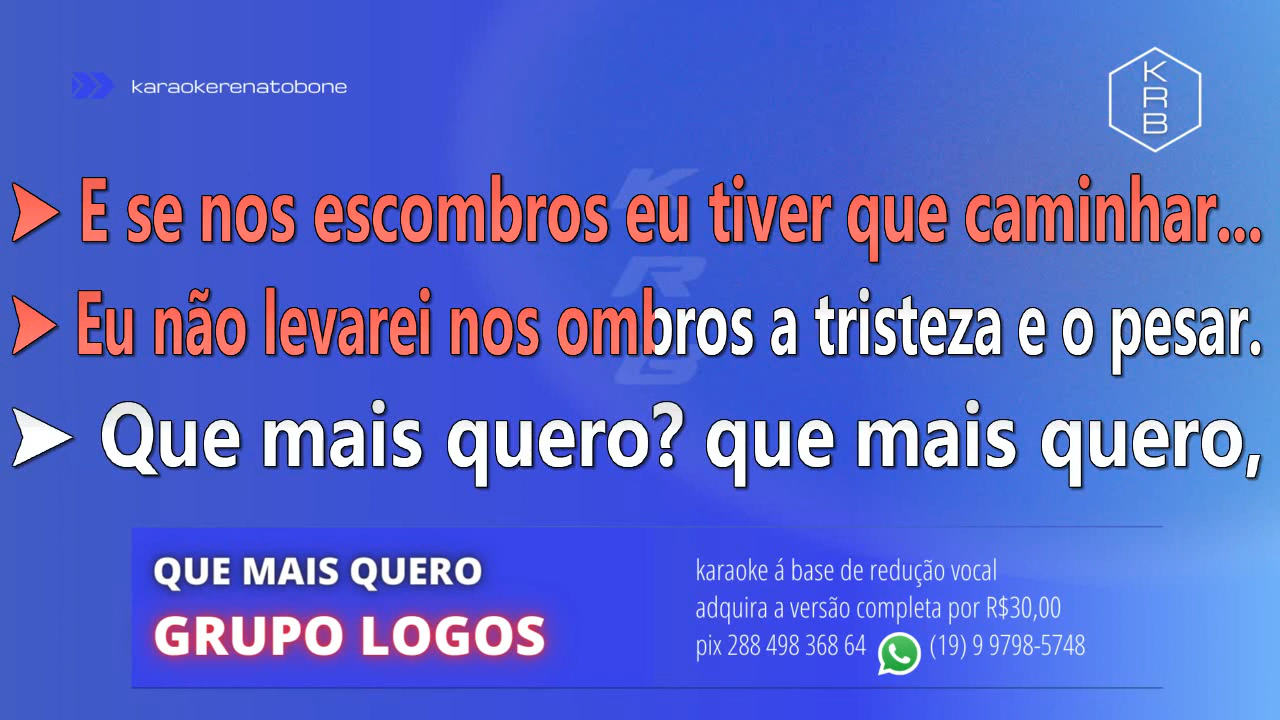 karaokerenatobone
K
R
B
➤ E se nos escombros eu tiver que caminhar...
➤ Eu não levarei nos ombros a tristeza e o pesar.
➤ Que mais quero? que mais quero,
K
R
B
QUE MAIS QUERO
GRUPO LOGOS
karaoke á base de redução vocal
adquira a versão completa por R$30,00
pix 288 498 368 64 (19) 9 9798-5748